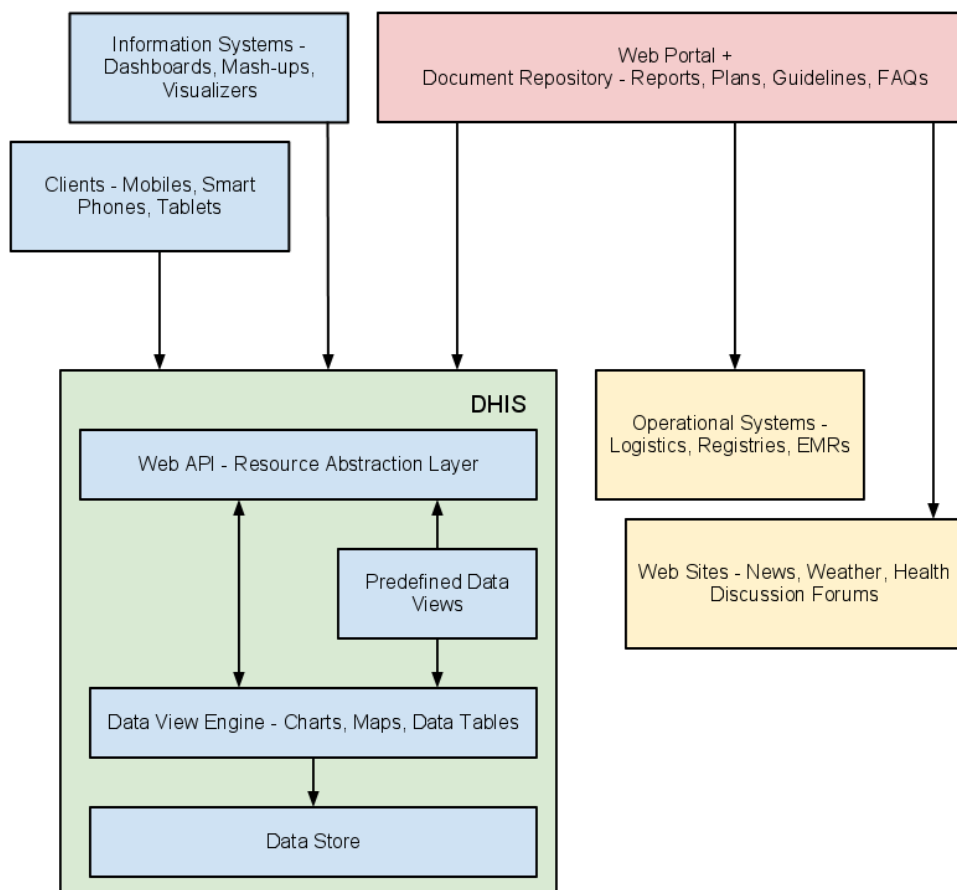 Information Systems -
Dashboards, Mash-ups,
Visualizers
Web Portal +
Document Repository - Reports, Plans, Guidelines, FAQs
Clients - Mobiles, Smart
Phones, Tablets
DHIS
Web API - Resource Abstraction Layer
Predefined Data
Views
Data View Engine - Charts, Maps, Data Tables
Data Store
Operational Systems -
Logistics, Registries, EMRs
Web Sites - News, Weather, Health
Discussion Forums